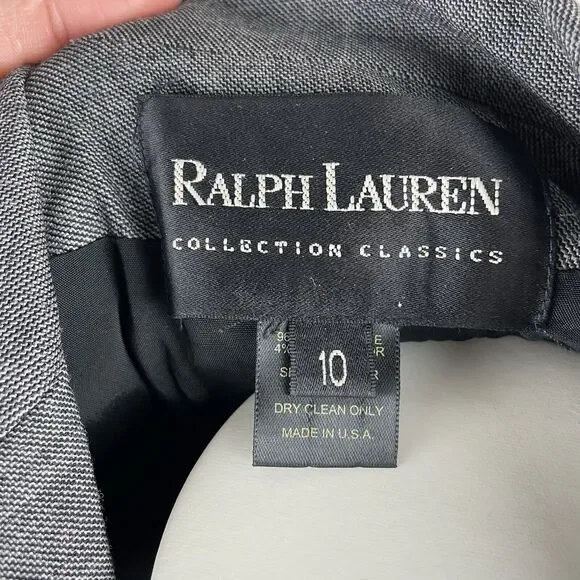 RALPH LAUREN
COLLECTION CLASSICS
10
DRY CLEAN ONLY
MADE IN U.S.A.